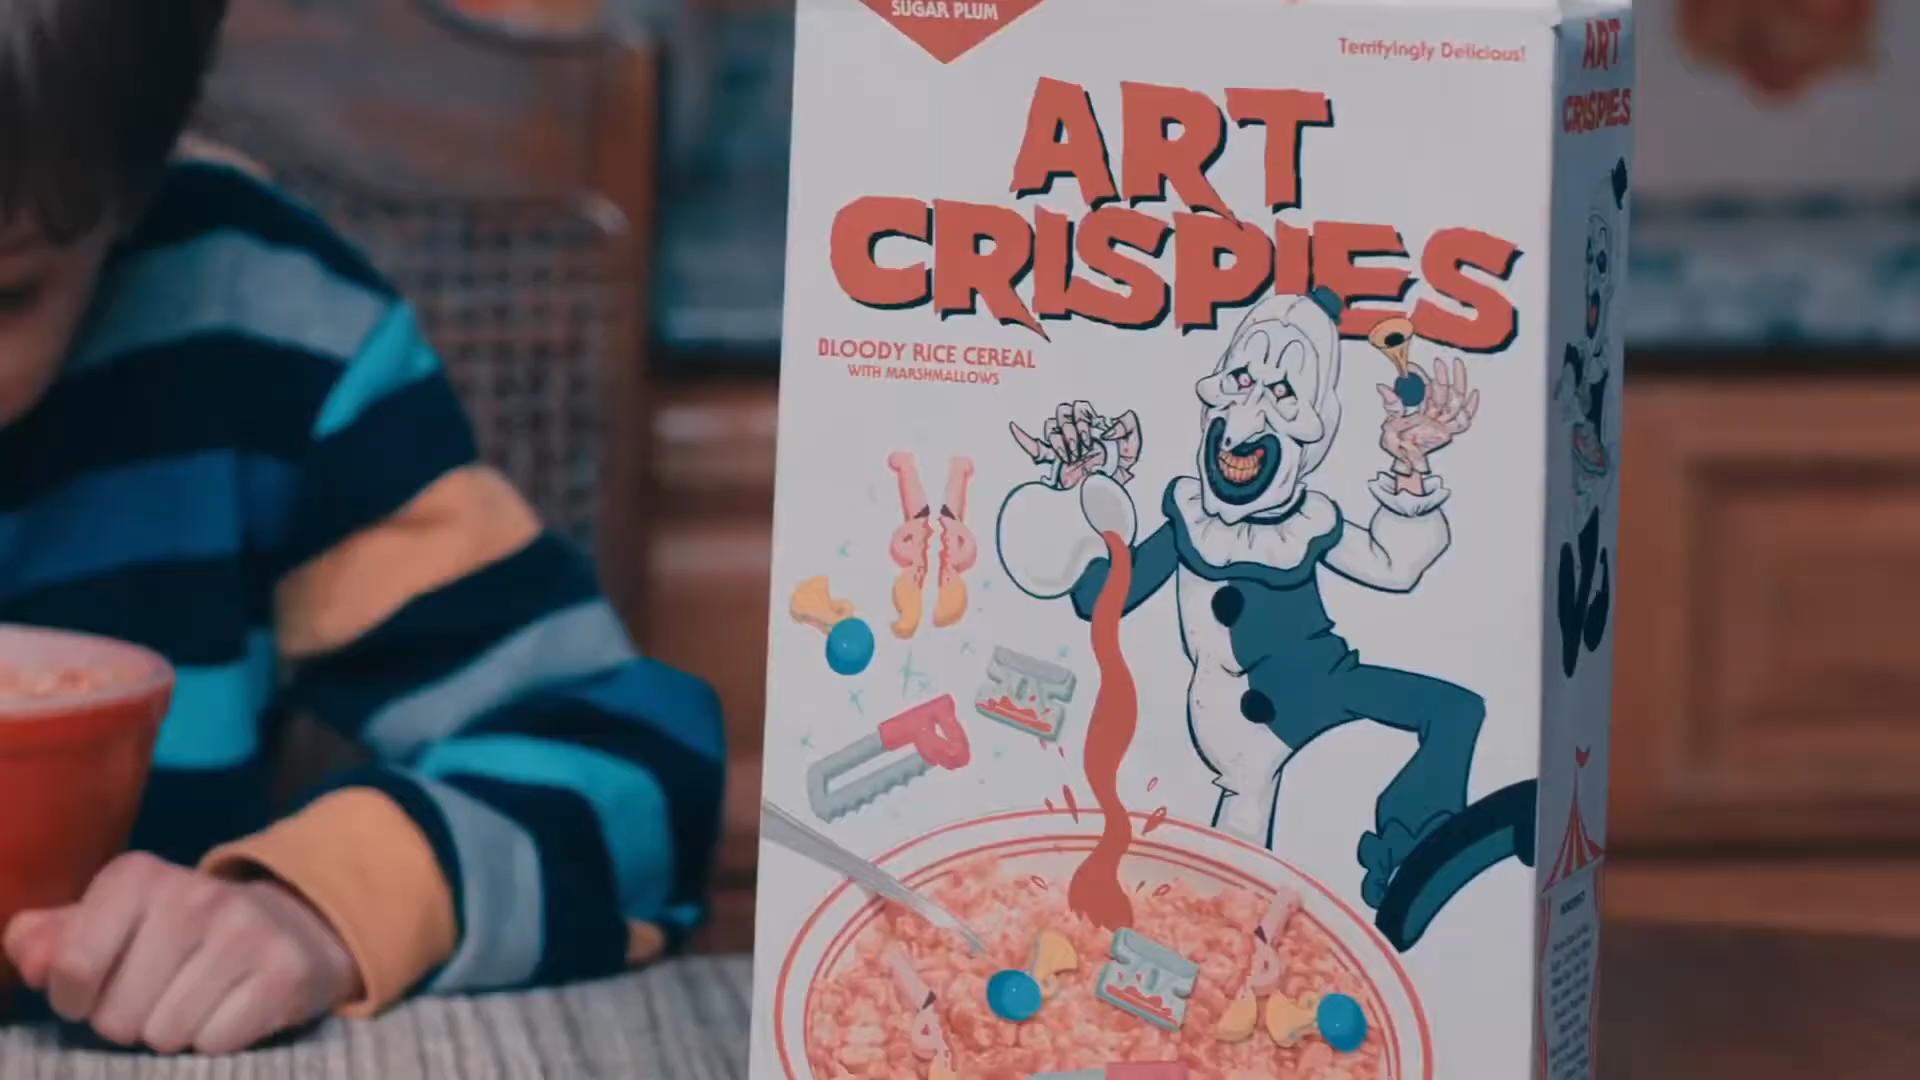 SUGAR PLUM
Terrifyingly Delicious!
ART
CRISPIES
BLOODY RICE CEREAL
WITH MARSHMALLOWS
ART
CRISPIES